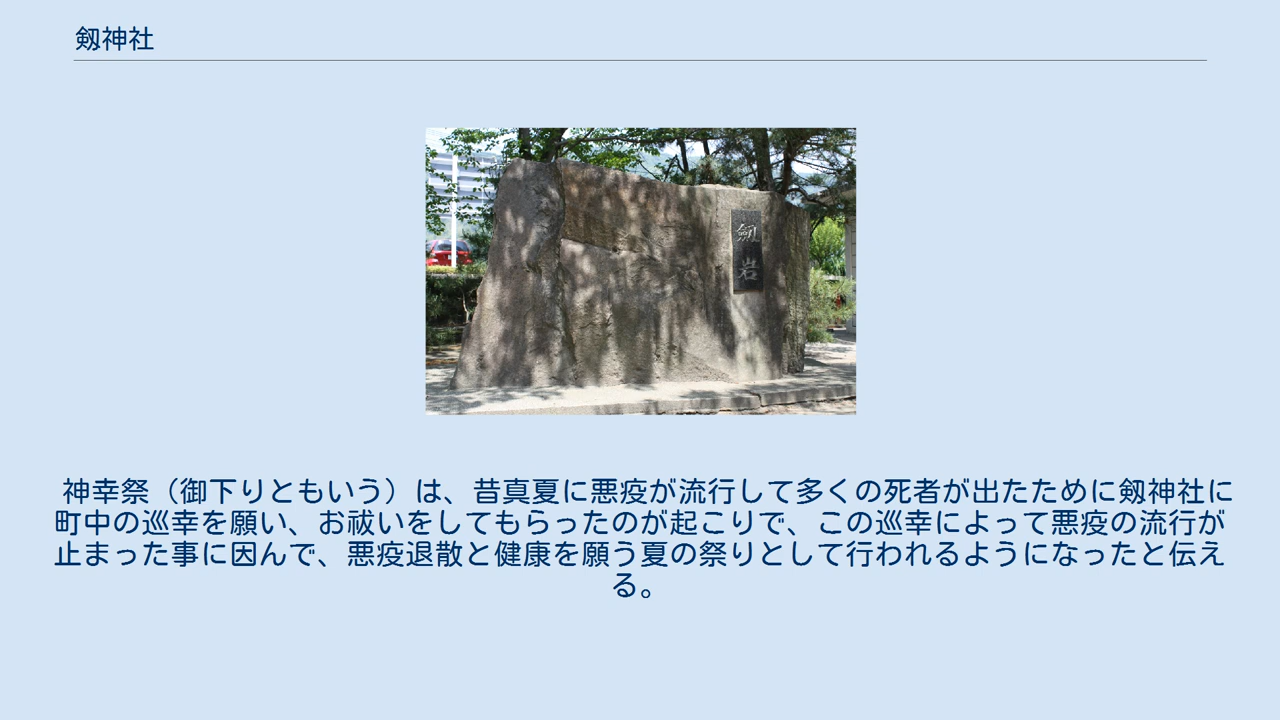 剱神社
剱
岩
神幸祭（御下りともいう）は、昔真夏に悪疫が流行して多くの死者が出たために剱神社に
町中の巡幸を願い、お祓いをしてもらったのが起こりで、この巡幸によって悪疫の流行が
止まった事に因んで、悪疫退散と健康を願う夏の祭りとして行われるようになったと伝え
る。